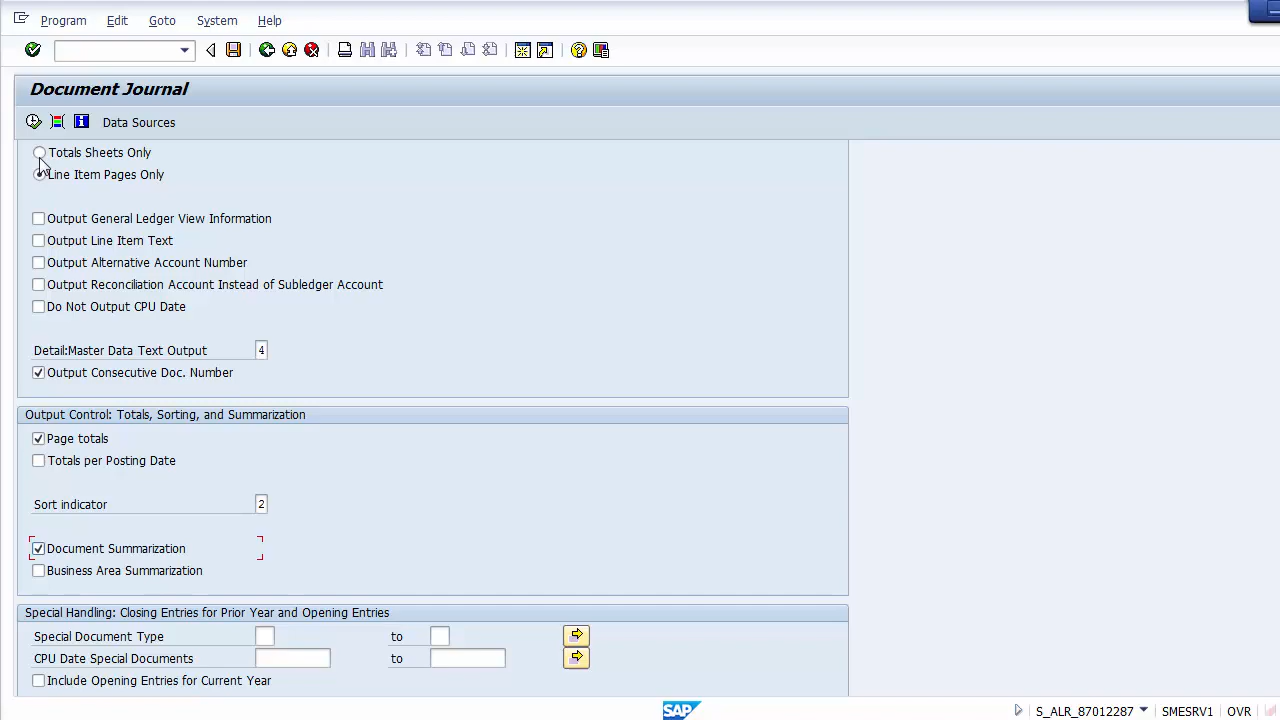 Program Edit Goto System Help
Document Journal
Data Sources
Totals Sheets Only
Line Item Pages Only
Output General Ledger View Information
Output Line Item Text
Output Alternative Account Number
Output Reconciliation Account Instead of Subledger Account
Do Not Output CPU Date
Detail:Master Data Text Output 4
Output Consecutive Doc. Number
Output Control: Totals, Sorting, and Summarization
Page totals
Totals per Posting Date
Sort indicator 2
Document Summarization
Business Area Summarization
Special Handling: Closing Entries for Prior Year and Opening Entries
Special Document Type to
CPU Date Special Documents to
Include Opening Entries for Current Year
SAP S_ALR_87012287 SMESRV1 OVR